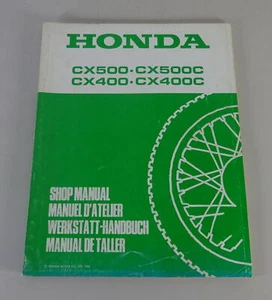 HONDA
CX500·CX500C
CX400·CX400C
SHOP MANUAL
MANUEL D'ATELIER
WERKSTATT-HANDBUCH
MANUAL DE TALLER